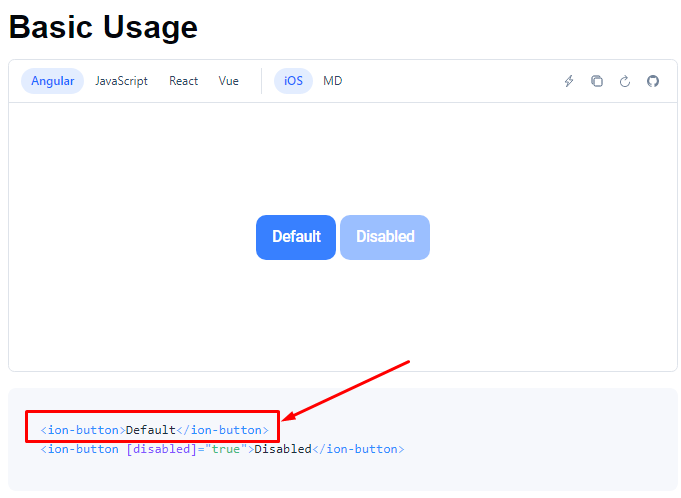 Basic Usage
Angular JavaScript React Vue iOS MD
Default Disabled
<ion-button>Default</ion-button>
<ion-button [disabled]="true">Disabled</ion-button>